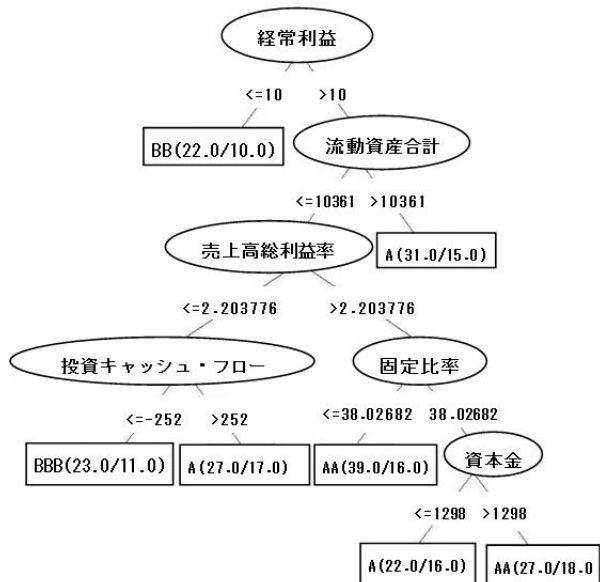 経常利益
<=10 >10
BB(22.0/10.0) 流動資産合計
<=10361 >10361
売上高総利益率 A(31.0/15.0)
<=2.203776 >2.203776
投資キャッシュ・フロー 固定比率
<=-252 >252 <=38.02682 38.02682
BBB(23.0/11.0) A(27.0/17.0) AA(39.0/16.0) 資本金
<=1298 >1298
A(22.0/16.0) AA(27.0/18.0